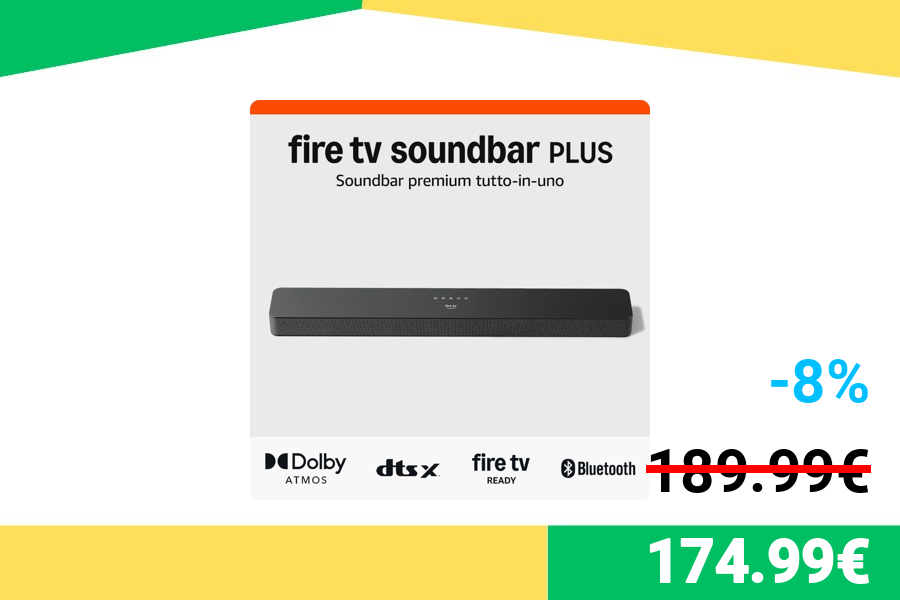 fire tv soundbar PLUS
Soundbar premium tutto-in-uno
-8%
Dolby
ATMOS
dts x
fire tv
READY
Bluetooth
189.99€
174.99€